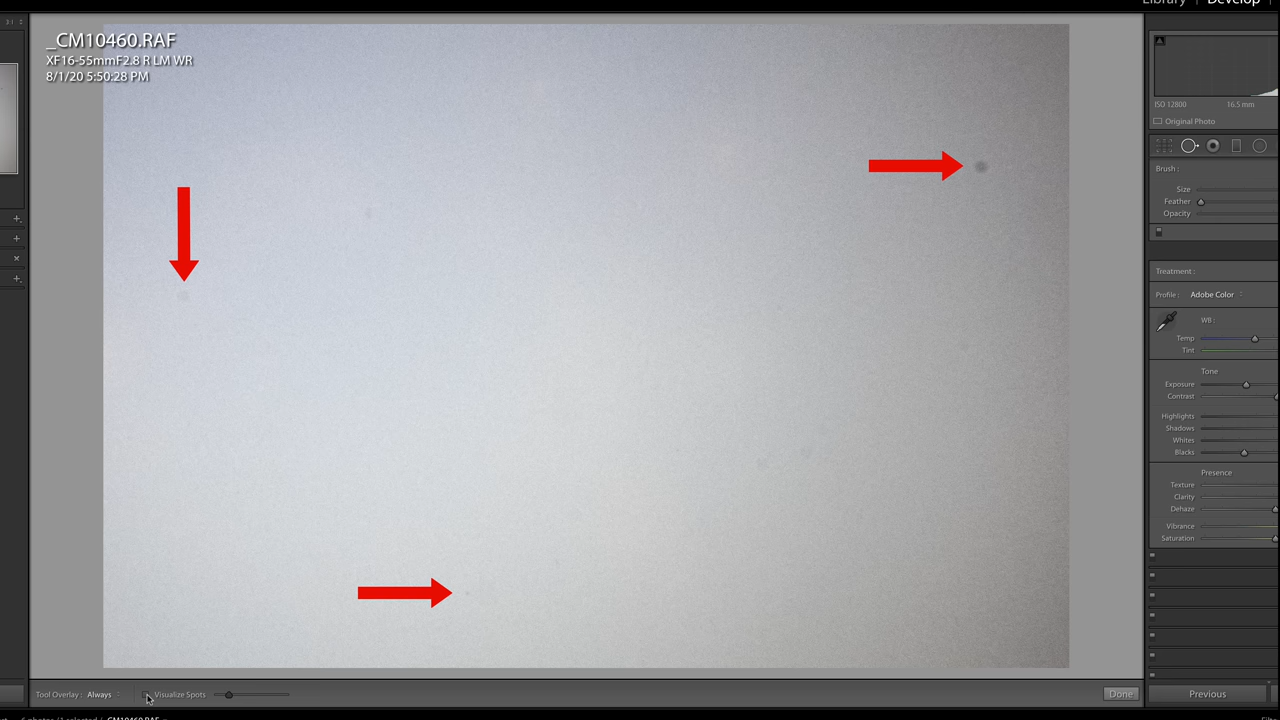 Library
Develop
_CM10460.RAF
XF16-55mmF2.8 R LM WR
8/1/20 5:50:28 PM
ISO 12800
16.5 mm
Original Photo
Brush :
Size
Feather
Opacity
Treatment :
Profile : Adobe Color
WB :
Temp
Tint
Tone
Exposure
Contrast
Highlights
Shadows
Whites
Blacks
Presence
Texture
Clarity
Dehaze
Vibrance
Saturation
Tool Overlay : Always
Visualize Spots
Done
Previous